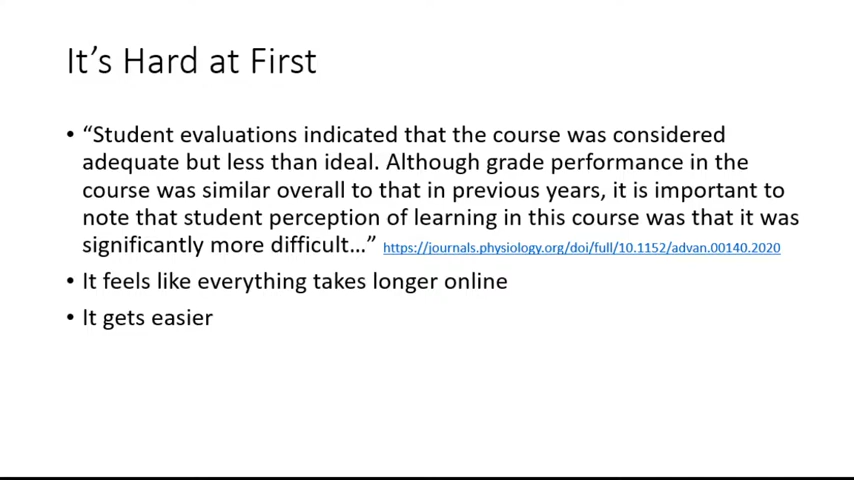 It’s Hard at First
• “Student evaluations indicated that the course was considered
adequate but less than ideal. Although grade performance in the
course was similar overall to that in previous years, it is important to
note that student perception of learning in this course was that it was
significantly more difficult…” https://journals.physiology.org/doi/full/10.1152/advan.00140.2020
• It feels like everything takes longer online
• It gets easier